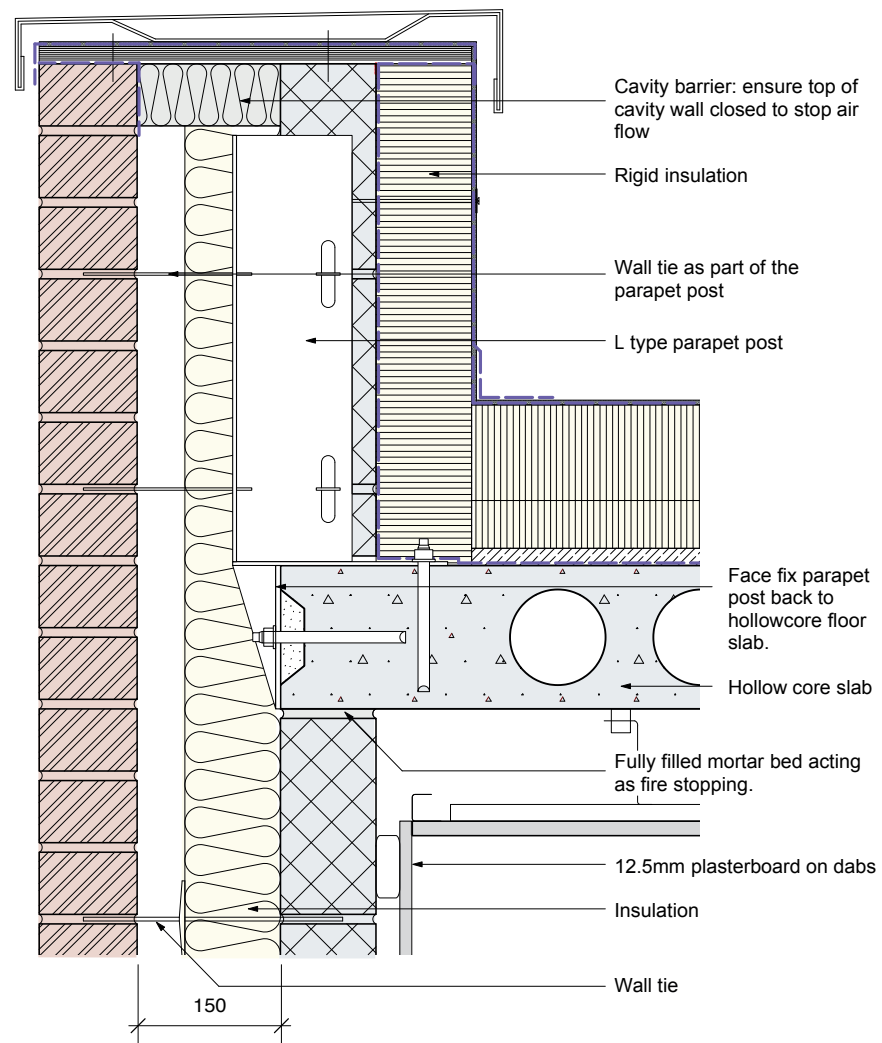 Cavity barrier: ensure top of
cavity wall closed to stop air
flow
Rigid insulation
Wall tie as part of the
parapet post
L type parapet post
Face fix parapet
post back to
hollowcore floor
slab.
Hollow core slab
Fully filled mortar bed acting
as fire stopping.
12.5mm plasterboard on dabs
Insulation
Wall tie
150